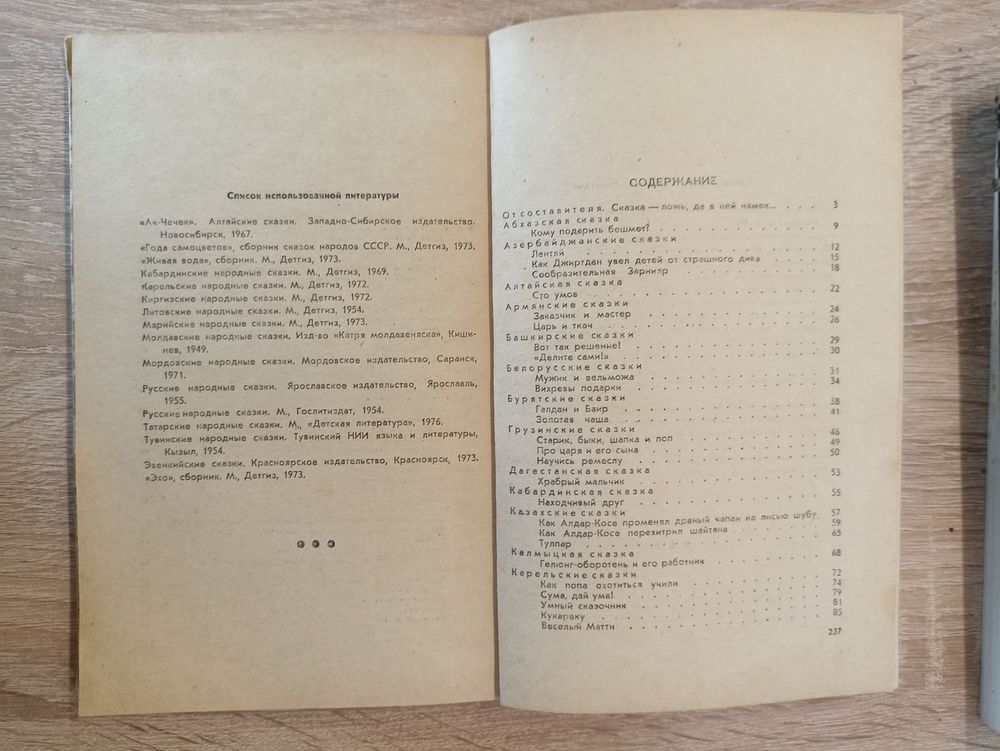 Список использованной литературы
«Ак-Чечек». Алтайские сказки. Западно-Сибирское издательство.
Новосибирск, 1967.
«Года самоцветов», сборник сказок народов СССР. М., Детгиз, 1973.
«Живая вода», сборник. М., Детгиз, 1973.
Кабардинские народные сказки. М., Детгиз, 1969.
Карельские народные сказки. М., Детгиз, 1972.
Киргизские народные сказки. М., Детгиз, 1972.
Литовские народные сказки. М., Детгиз, 1954.
Марийские народные сказки. М., Детгиз, 1973.
Молдавские народные сказки. Изд-во «Катря молдавеняска», Киши-
нев, 1949.
Мордовские народные сказки. Мордовское издательство, Саранск,
1971.
Русские народные сказки. Ярославское издательство, Ярославль,
1955.
Русские народные сказки. М., Гослитиздат, 1954.
Татарские народные сказки. М., «Детская литература», 1976.
Тувинские народные сказки. Тувинский НИИ языка и литературы,
Кызыл, 1954.
Эвенкийские сказки. Красноярское издательство, Красноярск, 1973.
«Эхо», сборник. М., Детгиз, 1973.
СОДЕРЖАНИЕ
От составителя. Сказка — ложь, да в ней намек... 3
Абхазская сказка
Кому подарить бешмет? 9
Азербайджанские сказки
Лентяй 12
Как Джиртдан увел детей от страшного дива 15
Сообразительная Зарнияр 18
Алтайская сказка
Сто умов 22
Армянские сказки
Заказчик и мастер 24
Царь и ткач 26
Башкирские сказки
Вот так решение! 29
«Делите сами!» 30
Белорусские сказки
Мужик и вельможа 31
Вихревы подарки 34
Бурятские сказки
Галдан и Баир 38
Золотая чаша 41
Грузинские сказки
Старик, быки, шапка и поп 46
Про царя и его сына 49
Научись ремеслу 50
Дагестанская сказка
Храбрый мальчик 53
Кабардинская сказка
Находчивый друг 55
Казахские сказки
Как Алдар-Косе променял драный чапан на лисью шубу 57
Как Алдар-Косе перехитрил шайтана 59
Тулпар 65
Калмыцкая сказка
Гелюнг-оборотень и его работник 68
Карельские сказки
Как попа охотиться учили 72
Сума, дай ума! 74
Умный сказочник 79
Кукареку 81
Веселый Матти 85
237